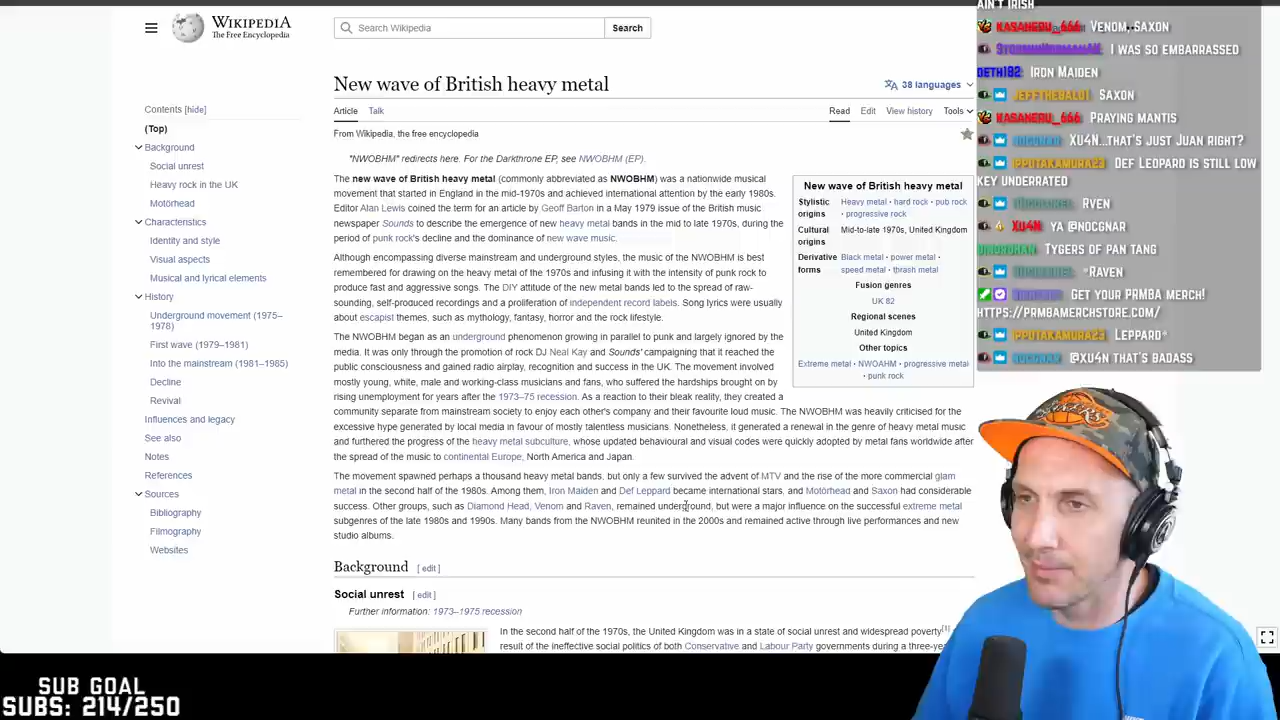 WIKIPEDIA
The Free Encyclopedia
Search Wikipedia
Search
New wave of British heavy metal
38 languages
Article
Talk
Read
Edit
View history
Tools
From Wikipedia, the free encyclopedia
Contents [hide]
(Top)
Background
Social unrest
Heavy rock in the UK
Motörhead
Characteristics
Identity and style
Visual aspects
Musical and lyrical elements
History
Underground movement (1975–
1978)
First wave (1979–1981)
Into the mainstream (1981–1985)
Decline
Revival
Influences and legacy
See also
Notes
References
Sources
Bibliography
Filmography
Websites
"NWOBHM" redirects here. For the Darkthrone EP, see NWOBHM (EP).
The new wave of British heavy metal (commonly abbreviated as NWOBHM) was a nationwide musical
movement that started in England in the mid-1970s and achieved international attention by the early 1980s.
Editor Alan Lewis coined the term for an article by Geoff Barton in a May 1979 issue of the British music
newspaper Sounds to describe the emergence of new heavy metal bands in the mid to late 1970s, during the
period of punk rock's decline and the dominance of new wave music.
Although encompassing diverse mainstream and underground styles, the music of the NWOBHM is best
remembered for drawing on the heavy metal of the 1970s and infusing it with the intensity of punk rock to
produce fast and aggressive songs. The DIY attitude of the new metal bands led to the spread of raw-
sounding, self-produced recordings and a proliferation of independent record labels. Song lyrics were usually
about escapist themes, such as mythology, fantasy, horror and the rock lifestyle.
The NWOBHM began as an underground phenomenon growing in parallel to punk and largely ignored by the
media. It was only through the promotion of rock DJ Neal Kay and Sounds' campaigning that it reached the
public consciousness and gained radio airplay, recognition and success in the UK. The movement involved
mostly young, white, male and working-class musicians and fans, who suffered the hardships brought on by
rising unemployment for years after the 1973–75 recession. As a reaction to their bleak reality, they created a
community separate from mainstream society to enjoy each other's company and their favourite loud music. The NWOBHM was heavily criticised for the
excessive hype generated by local media in favour of mostly talentless musicians. Nonetheless, it generated a renewal in the genre of heavy metal music
and furthered the progress of the heavy metal subculture, whose updated behavioural and visual codes were quickly adopted by metal fans worldwide after
the spread of the music to continental Europe, North America and Japan.
The movement spawned perhaps a thousand heavy metal bands, but only a few survived the advent of MTV and the rise of the more commercial glam
metal in the second half of the 1980s. Among them, Iron Maiden and Def Leppard became international stars, and Motörhead and Saxon had considerable
success. Other groups, such as Diamond Head, Venom and Raven, remained underground, but were a major influence on the successful extreme metal
subgenres of the late 1980s and 1990s. Many bands from the NWOBHM reunited in the 2000s and remained active through live performances and new
studio albums.
Background [ edit ]
Social unrest [ edit ]
Further information: 1973–1975 recession
In the second half of the 1970s, the United Kingdom was in a state of social unrest and widespread poverty[1]
result of the ineffective social politics of both Conservative and Labour Party governments during a three-yea
New wave of British heavy metal
Stylistic origins
Heavy metal · hard rock · pub rock
· progressive rock
Cultural origins
Mid-to-late 1970s, United Kingdom
Derivative forms
Black metal · power metal ·
speed metal · thrash metal
Fusion genres
UK 82
Regional scenes
United Kingdom
Other topics
Extreme metal · NWOAHM · progressive metal
· punk rock
AIN'T IRISH
KASANERU_666 VENOM, SAXON
I WAS SO EMBARRASSED
IRON MAIDEN
SAXON
KASANERU_666 PRAYING MANTIS
XU4N...THAT'S JUST JUAN RIGHT?
PPUTAKAMURA23 DEF LEOPARD IS STILL LOW
KEY UNDERRATED
RVEN
4 XU4N YA @NOCGNAR
TYGERS OF PAN TANG
*RAVEN
GET YOUR PRMBA MERCH!
HTTPS://PRMBAMERCHSTORE.COM/
PPUTAKAMURA23 LEPPARD*
NOCGNAR @XU4N THAT'S BADASS
SUB GOAL
SUBS: 214/250